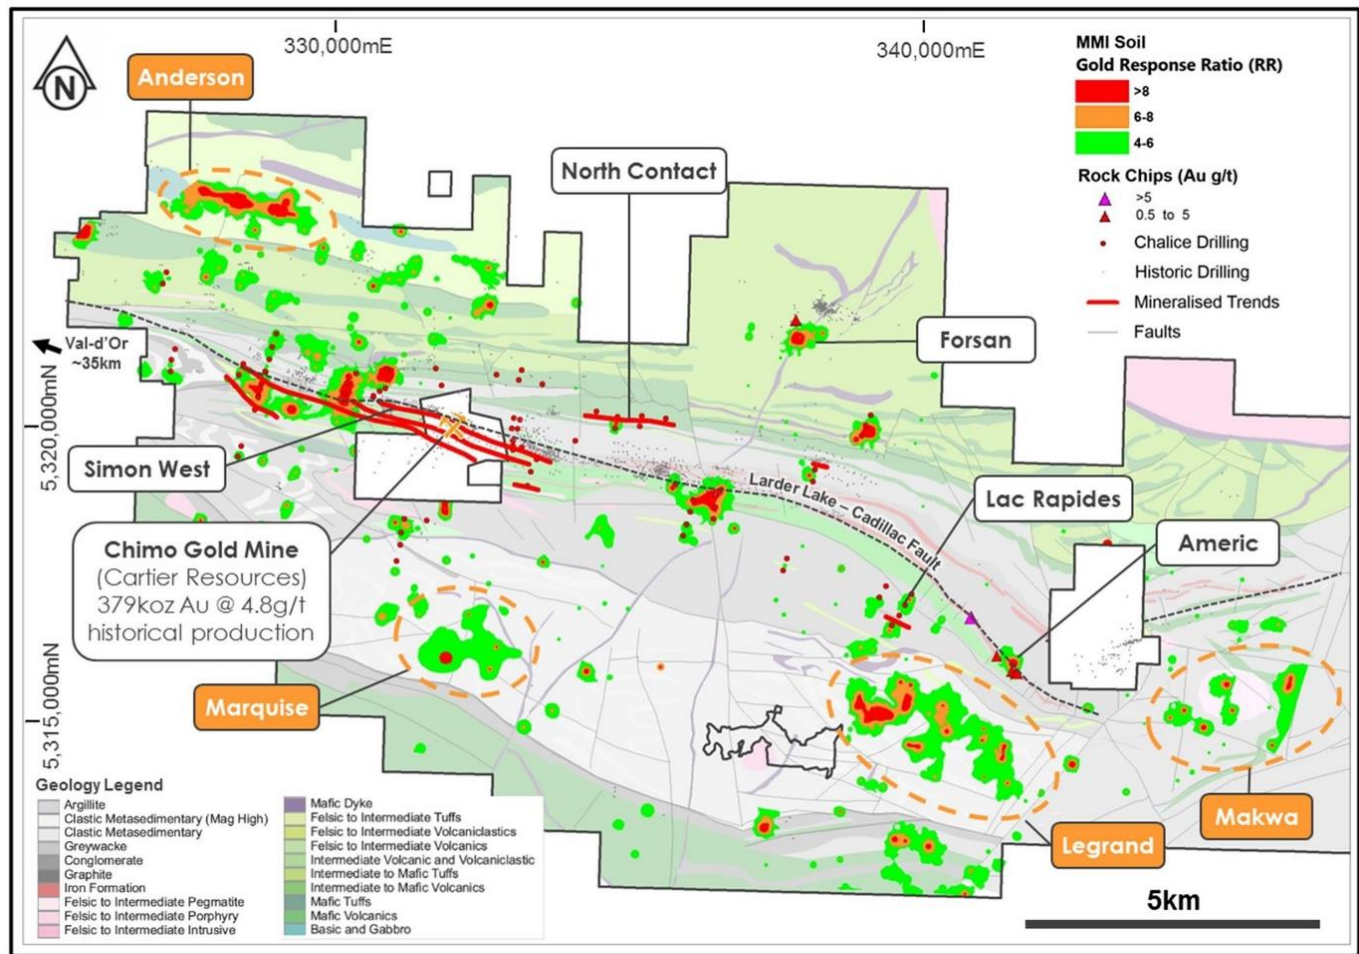 330,000mE
340,000mE
N
Anderson
North Contact
MMI Soil
Gold Response Ratio (RR)
>8
6-8
4-6
Rock Chips (Au g/t)
>5
0.5 to 5
Chalice Drilling
Historic Drilling
Mineralised Trends
Faults
Val-d'Or
~35km
Forsan
5,320,000mN
Simon West
Larder Lake – Cadillac Fault
Lac Rapides
Americ
Chimo Gold Mine
(Cartier Resources)
379koz Au @ 4.8g/t
historical production
Marquise
5,315,000mN
Makwa
Legrand
5km
Geology Legend
Argillite
Clastic Metasedimentary (Mag High)
Clastic Metasedimentary
Greywacke
Conglomerate
Graphite
Iron Formation
Felsic to Intermediate Pegmatite
Felsic to Intermediate Porphyry
Felsic to Intermediate Intrusive
Mafic Dyke
Felsic to Intermediate Tuffs
Felsic to Intermediate Volcaniclastics
Felsic to Intermediate Volcanics
Intermediate Volcanic and Volcaniclastic
Intermediate to Mafic Tuffs
Intermediate to Mafic Volcanics
Mafic Tuffs
Mafic Volcanics
Basic and Gabbro